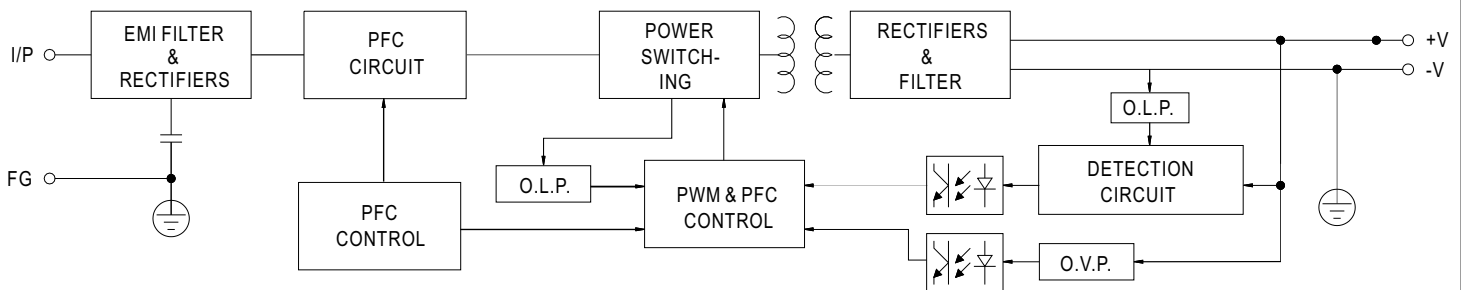 I/P
EMI FILTER
&
RECTIFIERS
PFC
CIRCUIT
POWER
SWITCH-
ING
RECTIFIERS
&
FILTER
+V
-V
O.L.P.
FG
O.L.P.
PFC
CONTROL
PWM & PFC
CONTROL
DETECTION
CIRCUIT
O.V.P.